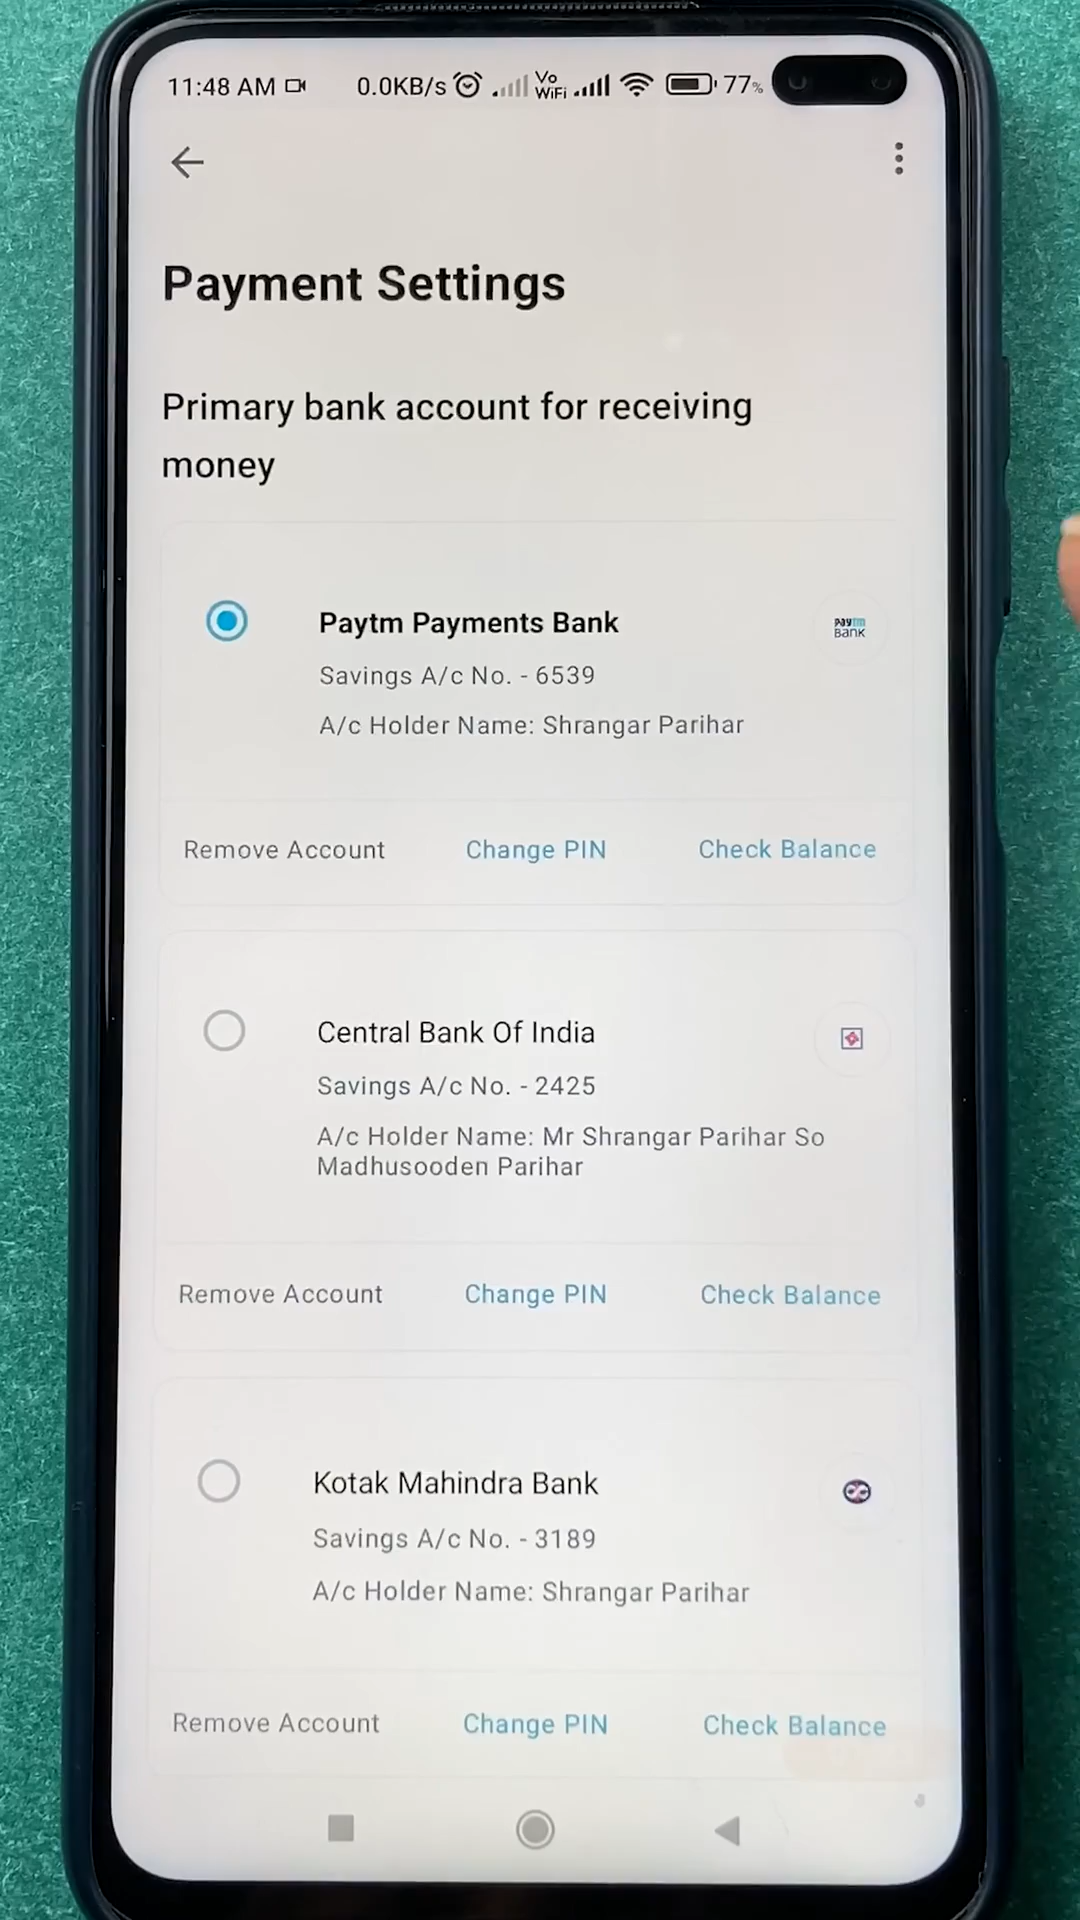 11:48 AM 0.0KB/s Vo WiFi 77%
Payment Settings
Primary bank account for receiving
money
Paytm Payments Bank
paytm
BANK
Savings A/c No. - 6539
A/c Holder Name: Shrangar Parihar
Remove Account Change PIN Check Balance
Central Bank Of India
Savings A/c No. - 2425
A/c Holder Name: Mr Shrangar Parihar So
Madhusooden Parihar
Remove Account Change PIN Check Balance
Kotak Mahindra Bank
Savings A/c No. - 3189
A/c Holder Name: Shrangar Parihar
Remove Account Change PIN Check Balance